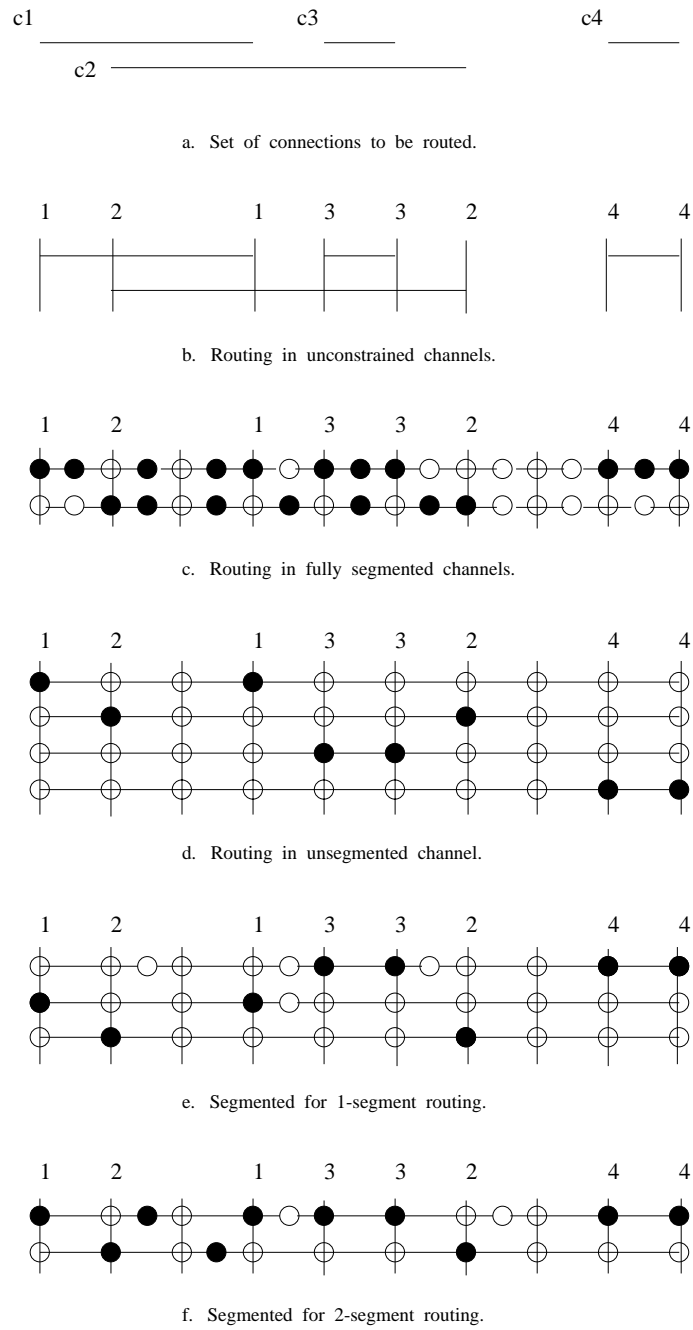 c1 c3 c4
c2
a. Set of connections to be routed.
1 2 1 3 3 2 4 4
b. Routing in unconstrained channels.
1 2 1 3 3 2 4 4
c. Routing in fully segmented channels.
1 2 1 3 3 2 4 4
d. Routing in unsegmented channel.
1 2 1 3 3 2 4 4
e. Segmented for 1-segment routing.
1 2 1 3 3 2 4 4
f. Segmented for 2-segment routing.